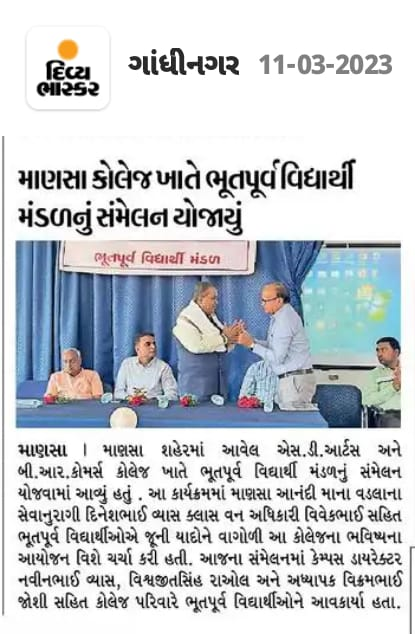 દિવ્ય
ભાસ્કર
ગાંધીનગર 11-03-2023
માણસા કોલેજ ખાતે ભૂતપૂર્વ વિદ્યાર્થી
મંડળનું સંમેલન યોજાયું
ભૂતપૂર્વ વિદ્યાર્થી મંડળ
માણસા | માણસા શહેરમાં આવેલ એસ.ડી.આર્ટસ અને
બી.આર.કોમર્સ કોલેજ ખાતે ભૂતપૂર્વ વિદ્યાર્થી મંડળનું સંમેલન
યોજવામાં આવ્યું હતું . આ કાર્યક્રમમાં માણસા આનંદી માના વડલાના
સેવાનુરાગી દિનેશભાઈ વ્યાસ ક્લાસ વન અધિકારી વિવેકભાઈ સહિત
ભૂતપૂર્વ વિદ્યાર્થીઓએ જૂની યાદોને વાગોળી આ કોલેજના ભવિષ્યના
આયોજન વિશે ચર્ચા કરી હતી. આજના સંમેલનમાં કેમ્પસ ડાયરેક્ટર
નવીનભાઈ વ્યાસ, વિશ્વજીતસિંહ રાઓલ અને અધ્યાપક વિક્રમભાઈ
જોશી સહિત કોલેજ પરિવારે ભૂતપૂર્વ વિદ્યાર્થીઓને આવકાર્યા હતા.